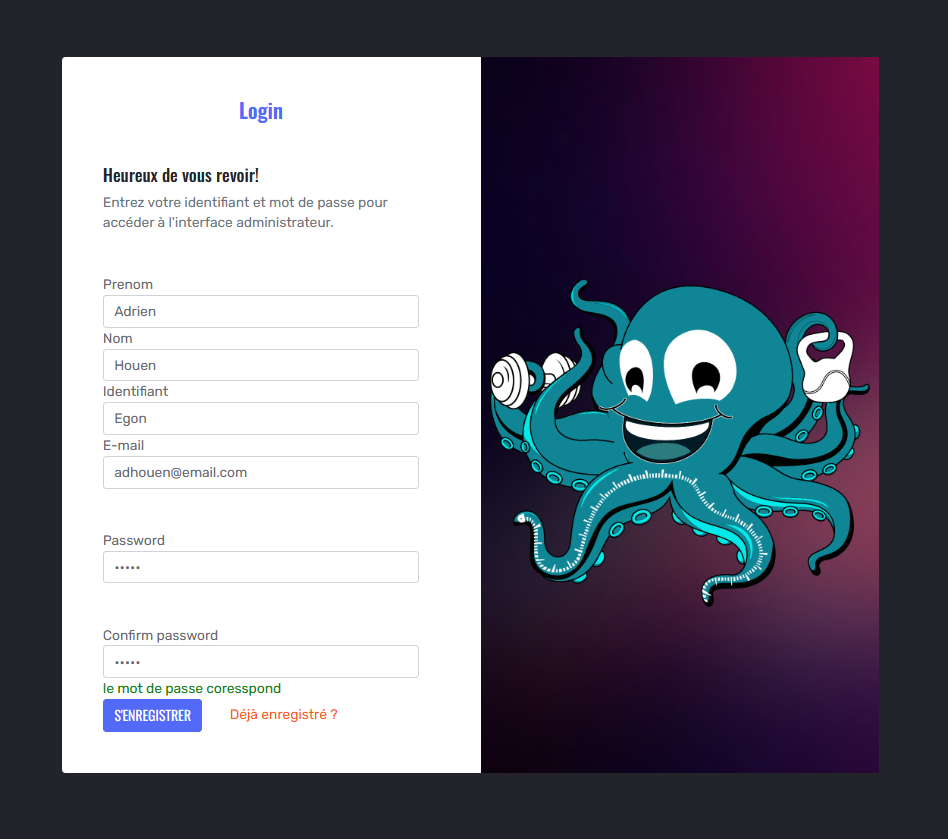 Login
Heureux de vous revoir!
Entrez votre identifiant et mot de passe pour
accéder à l'interface administrateur.
Prenom
Adrien
Nom
Houen
Identifiant
Egon
E-mail
adhouen@email.com
Password
•••••
Confirm password
•••••
le mot de passe coresspond
S'ENREGISTRER Déjà enregistré ?